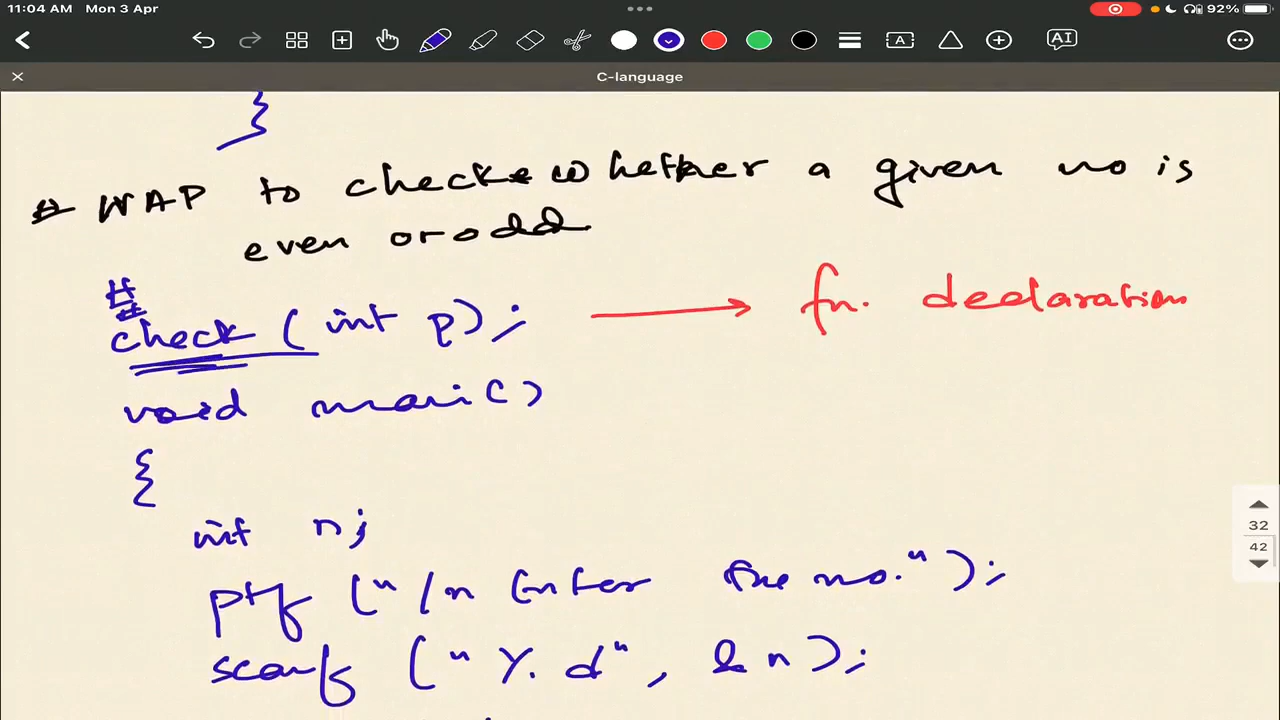 11:04 AM Mon 3 Apr
92%
AI
C-language
}
# WAP to check whether a given no is
even or odd
#
check (int p); → fn. declaration
void main()
{
int n;
ptf ("/n Enter the no.");
scanf ("%d", &n);
32
42